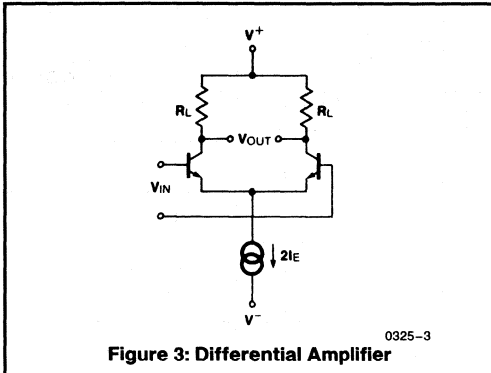 V+
RL
RL
VOUT
VIN
2IE
V-
0325-3
Figure 3: Differential Amplifier